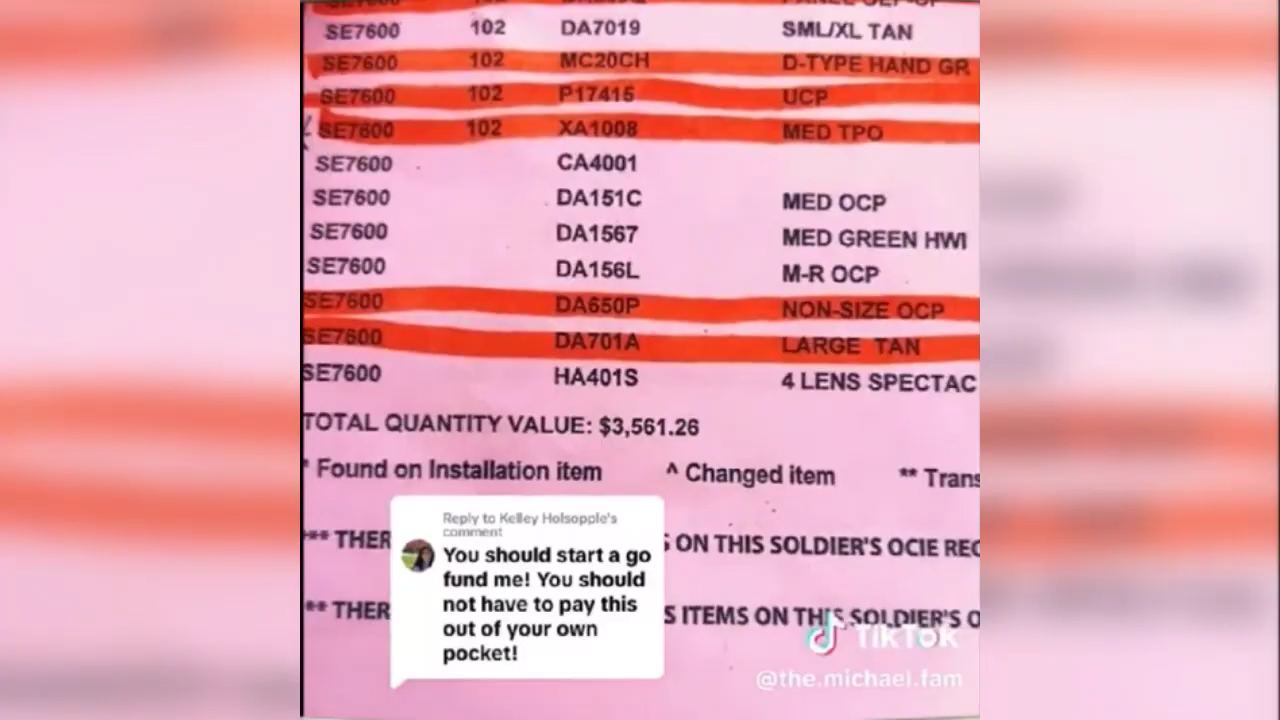 SE7600 102 DA7019 SML/XL TAN
SE7600 102 MC20CH D-TYPE HAND GR
SE7600 102 P17415 UCP
SE7600 102 XA1008 MED TPO
SE7600 CA4001
SE7600 DA151C MED OCP
SE7600 DA1567 MED GREEN HWI
SE7600 DA156L M-R OCP
SE7600 DA650P NON-SIZE OCP
SE7600 DA701A LARGE TAN
SE7600 HA401S 4 LENS SPECTAC
TOTAL QUANTITY VALUE: $3,561.26
* Found on Installation item ^ Changed item ** Trans
*** THER S ON THIS SOLDIER'S OCIE REC
** THER S ITEMS ON THIS SOLDIER'S O
Reply to Kelley Holsopple's
comment
You should start a go
fund me! You should
not have to pay this
out of your own
pocket!
TikTok
@the.michael.fam